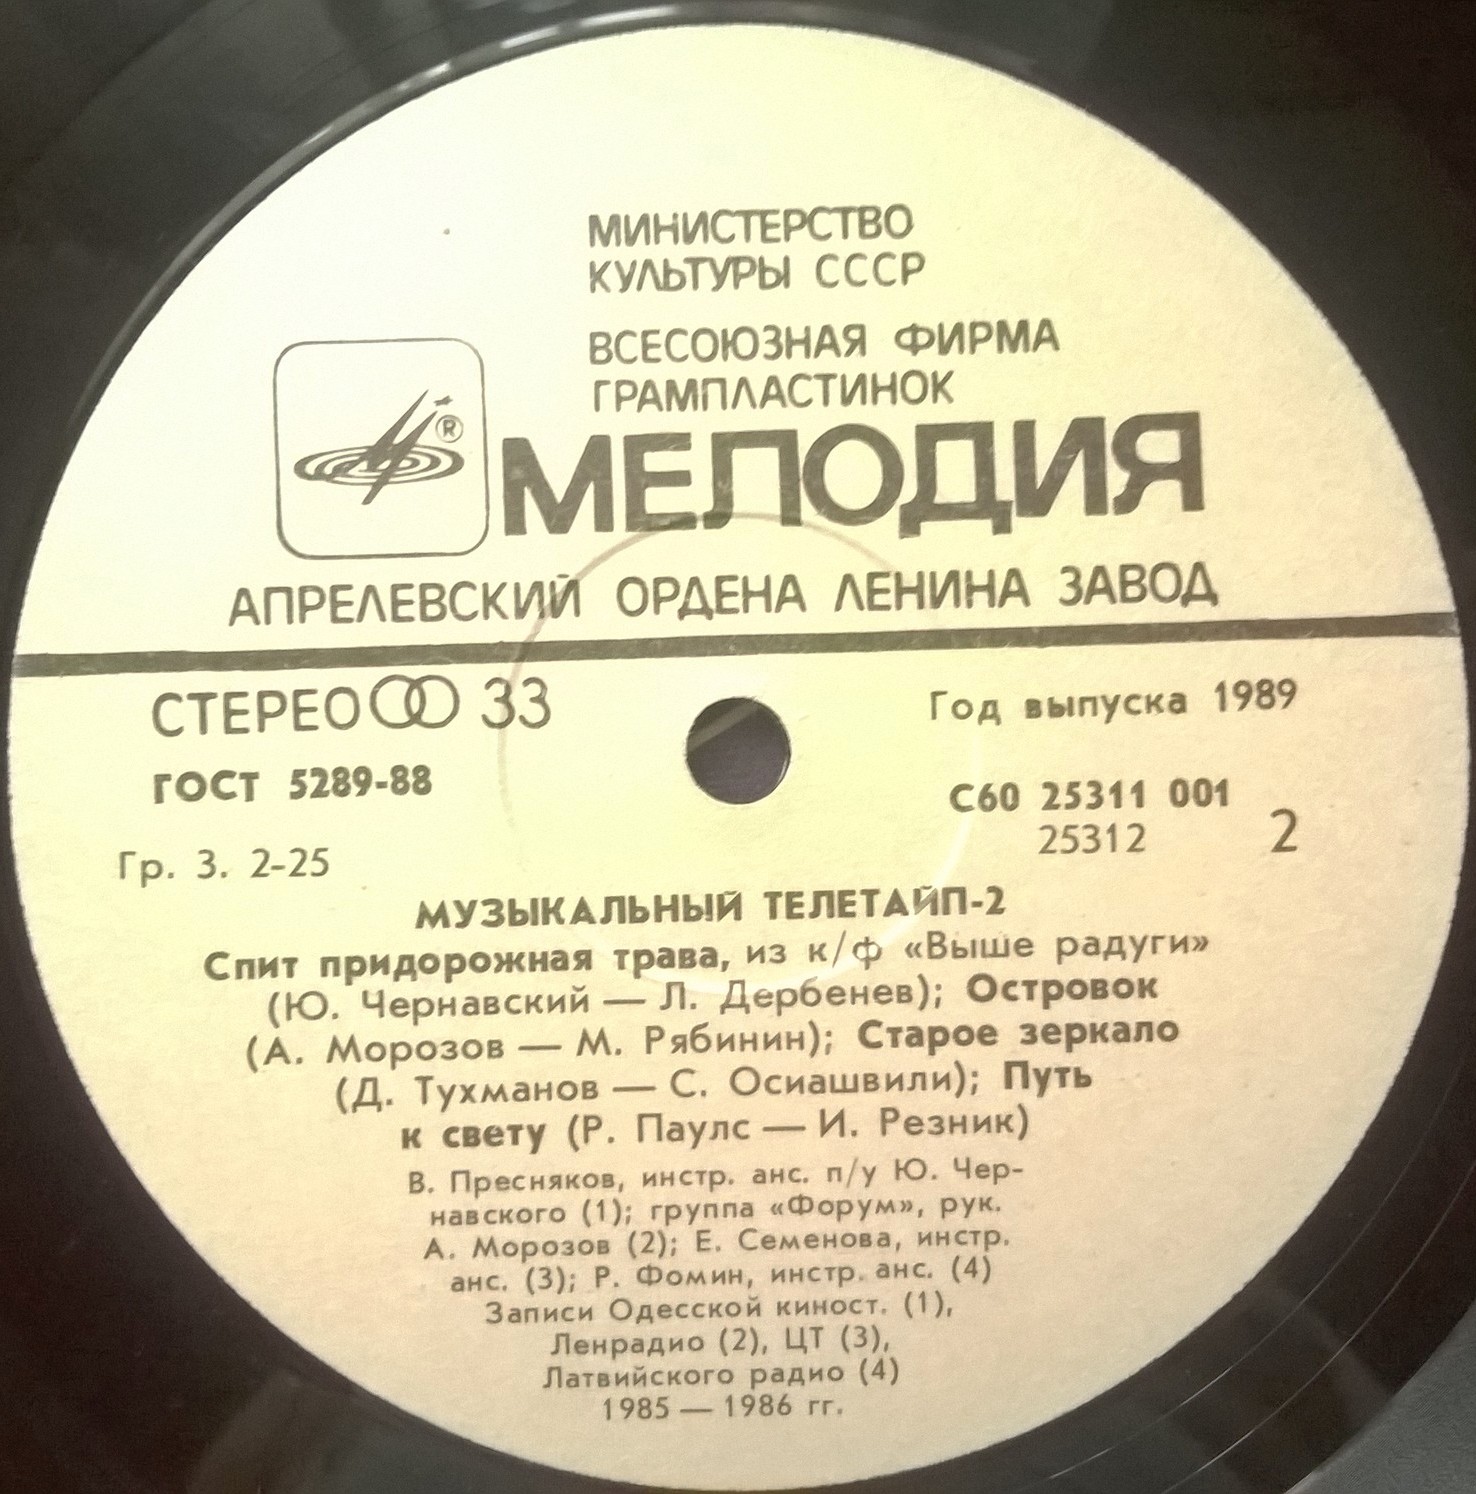 МИНИСТЕРСТВО
КУЛЬТУРЫ СССР
ВСЕСОЮЗНАЯ ФИРМА
ГРАМПЛАСТИНОК
®
МЕЛОДИЯ
АПРЕЛЕВСКИЙ ОРДЕНА ЛЕНИНА ЗАВОД
СТЕРЕО 33
Год выпуска 1989
ГОСТ 5289-88
С60 25311 001
25312 2
Гр. 3. 2-25
МУЗЫКАЛЬНЫЙ ТЕЛЕТАЙП-2
Спит придорожная трава, из к/ф «Выше радуги»
(Ю. Чернавский — Л. Дербенев); Островок
(А. Морозов — М. Рябинин); Старое зеркало
(Д. Тухманов — С. Осиашвили); Путь
к свету (Р. Паулс — И. Резник)
В. Пресняков, инстр. анс. п/у Ю. Чер-
навского (1); группа «Форум», рук.
А. Морозов (2); Е. Семенова, инстр.
анс. (3); Р. Фомин, инстр. анс. (4)
Записи Одесской киност. (1),
Ленрадио (2), ЦТ (3),
Латвийского радио (4)
1985 — 1986 гг.